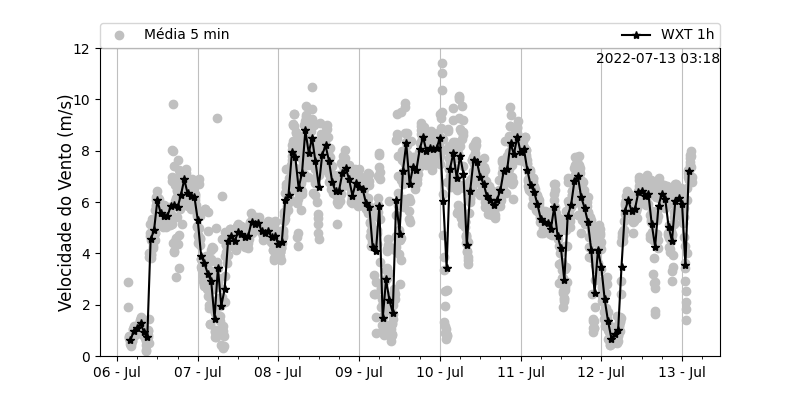 Média 5 min
WXT 1h
2022-07-13 03:18
Velocidade do Vento (m/s)
12
10
8
6
4
2
0
06 - Jul 07 - Jul 08 - Jul 09 - Jul 10 - Jul 11 - Jul 12 - Jul 13 - Jul